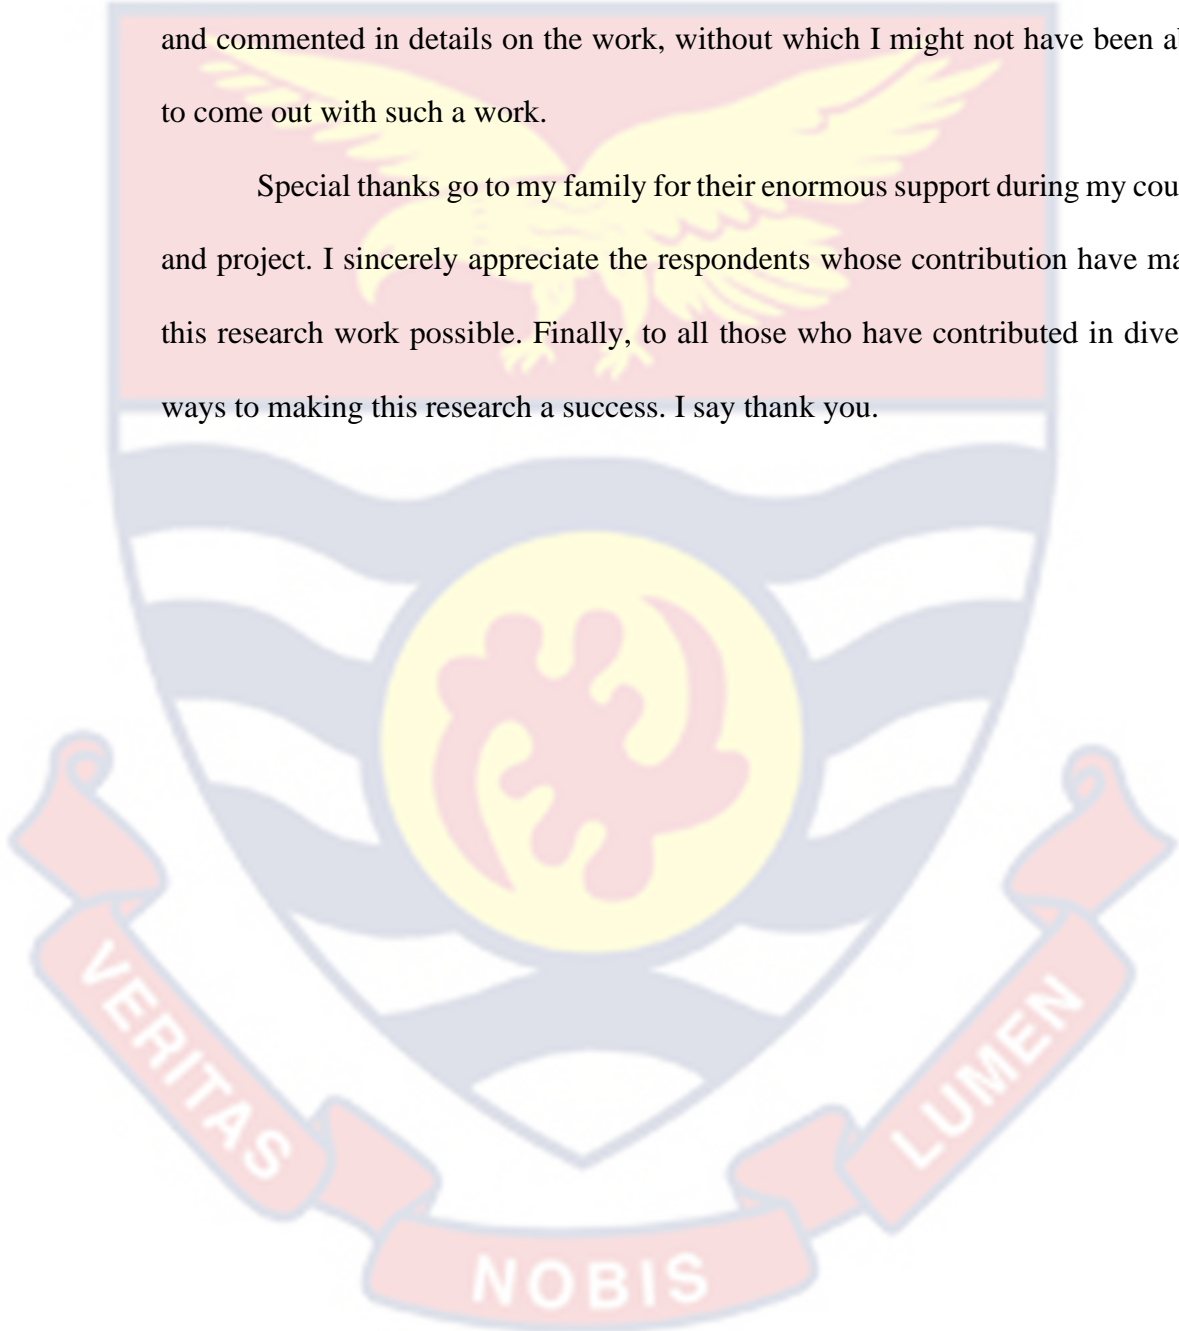 and commented in details on the work, without which I might not have been
to come out with such a work.
Special thanks go to my family for their enormous support during my
and project. I sincerely appreciate the respondents whose contribution have
this research work possible. Finally, to all those who have contributed in
ways to making this research a success. I say thank you.
VERITAS
NOBIS
LUMEN